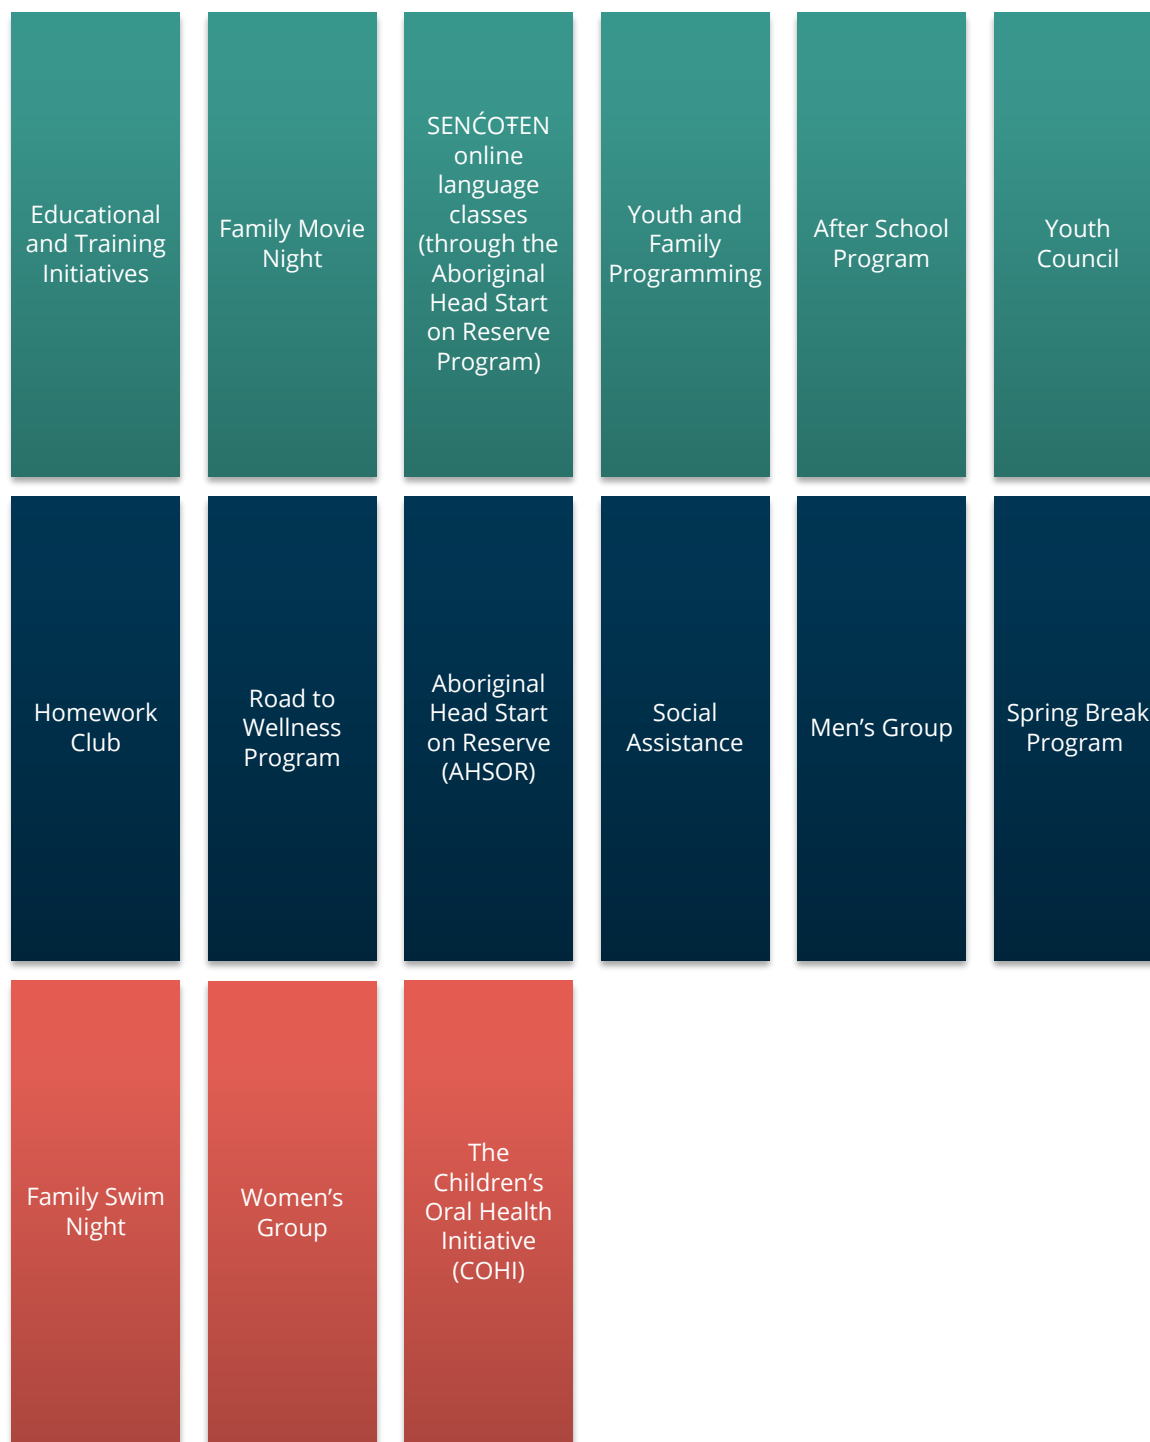 Educational
and Training
Initiatives
Family Movie
Night
SENĆOŦEN
online
language
classes
(through the
Aboriginal
Head Start
on Reserve
Program)
Youth and
Family
Programming
After School
Program
Youth
Council
Homework
Club
Road to
Wellness
Program
Aboriginal
Head Start
on Reserve
(AHSOR)
Social
Assistance
Men’s Group
Spring Break
Program
Family Swim
Night
Women’s
Group
The
Children’s
Oral Health
Initiative
(COHI)